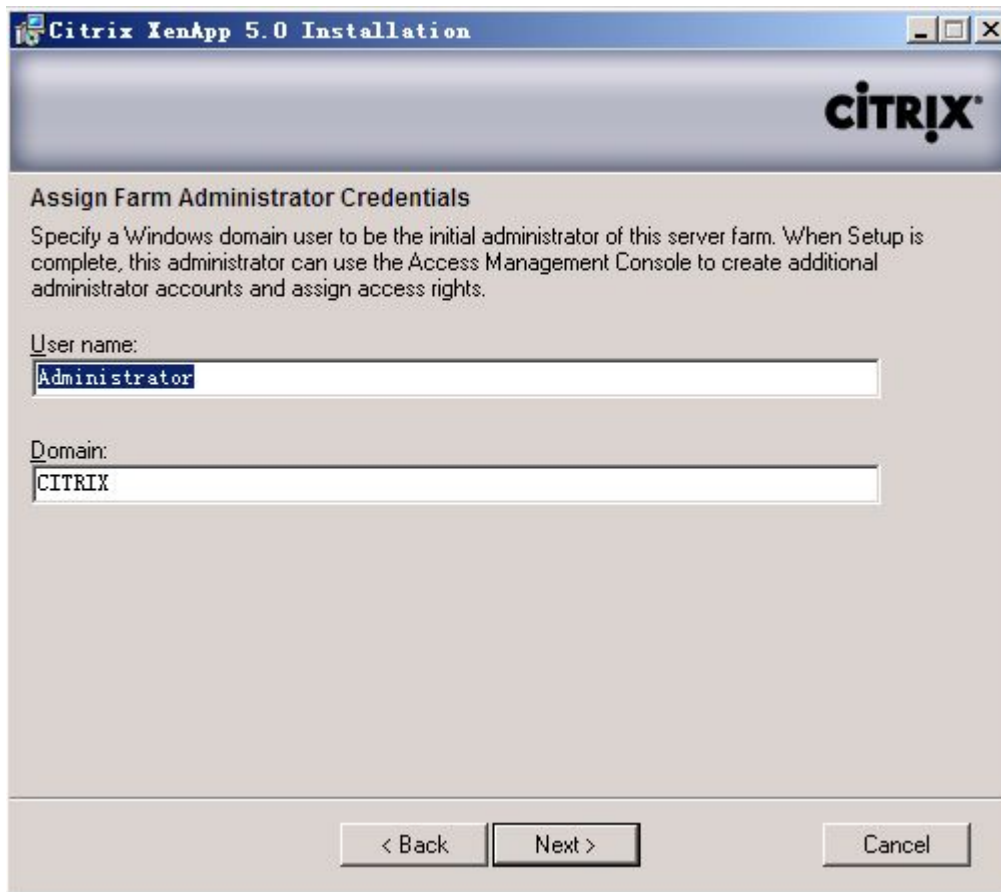 Citrix XenApp 5.0 Installation
CİTRIX
Assign Farm Administrator Credentials
Specify a Windows domain user to be the initial administrator of this server farm. When Setup is
complete, this administrator can use the Access Management Console to create additional
administrator accounts and assign access rights.
User name:
Administrator
Domain:
CITRIX
< Back Next > Cancel